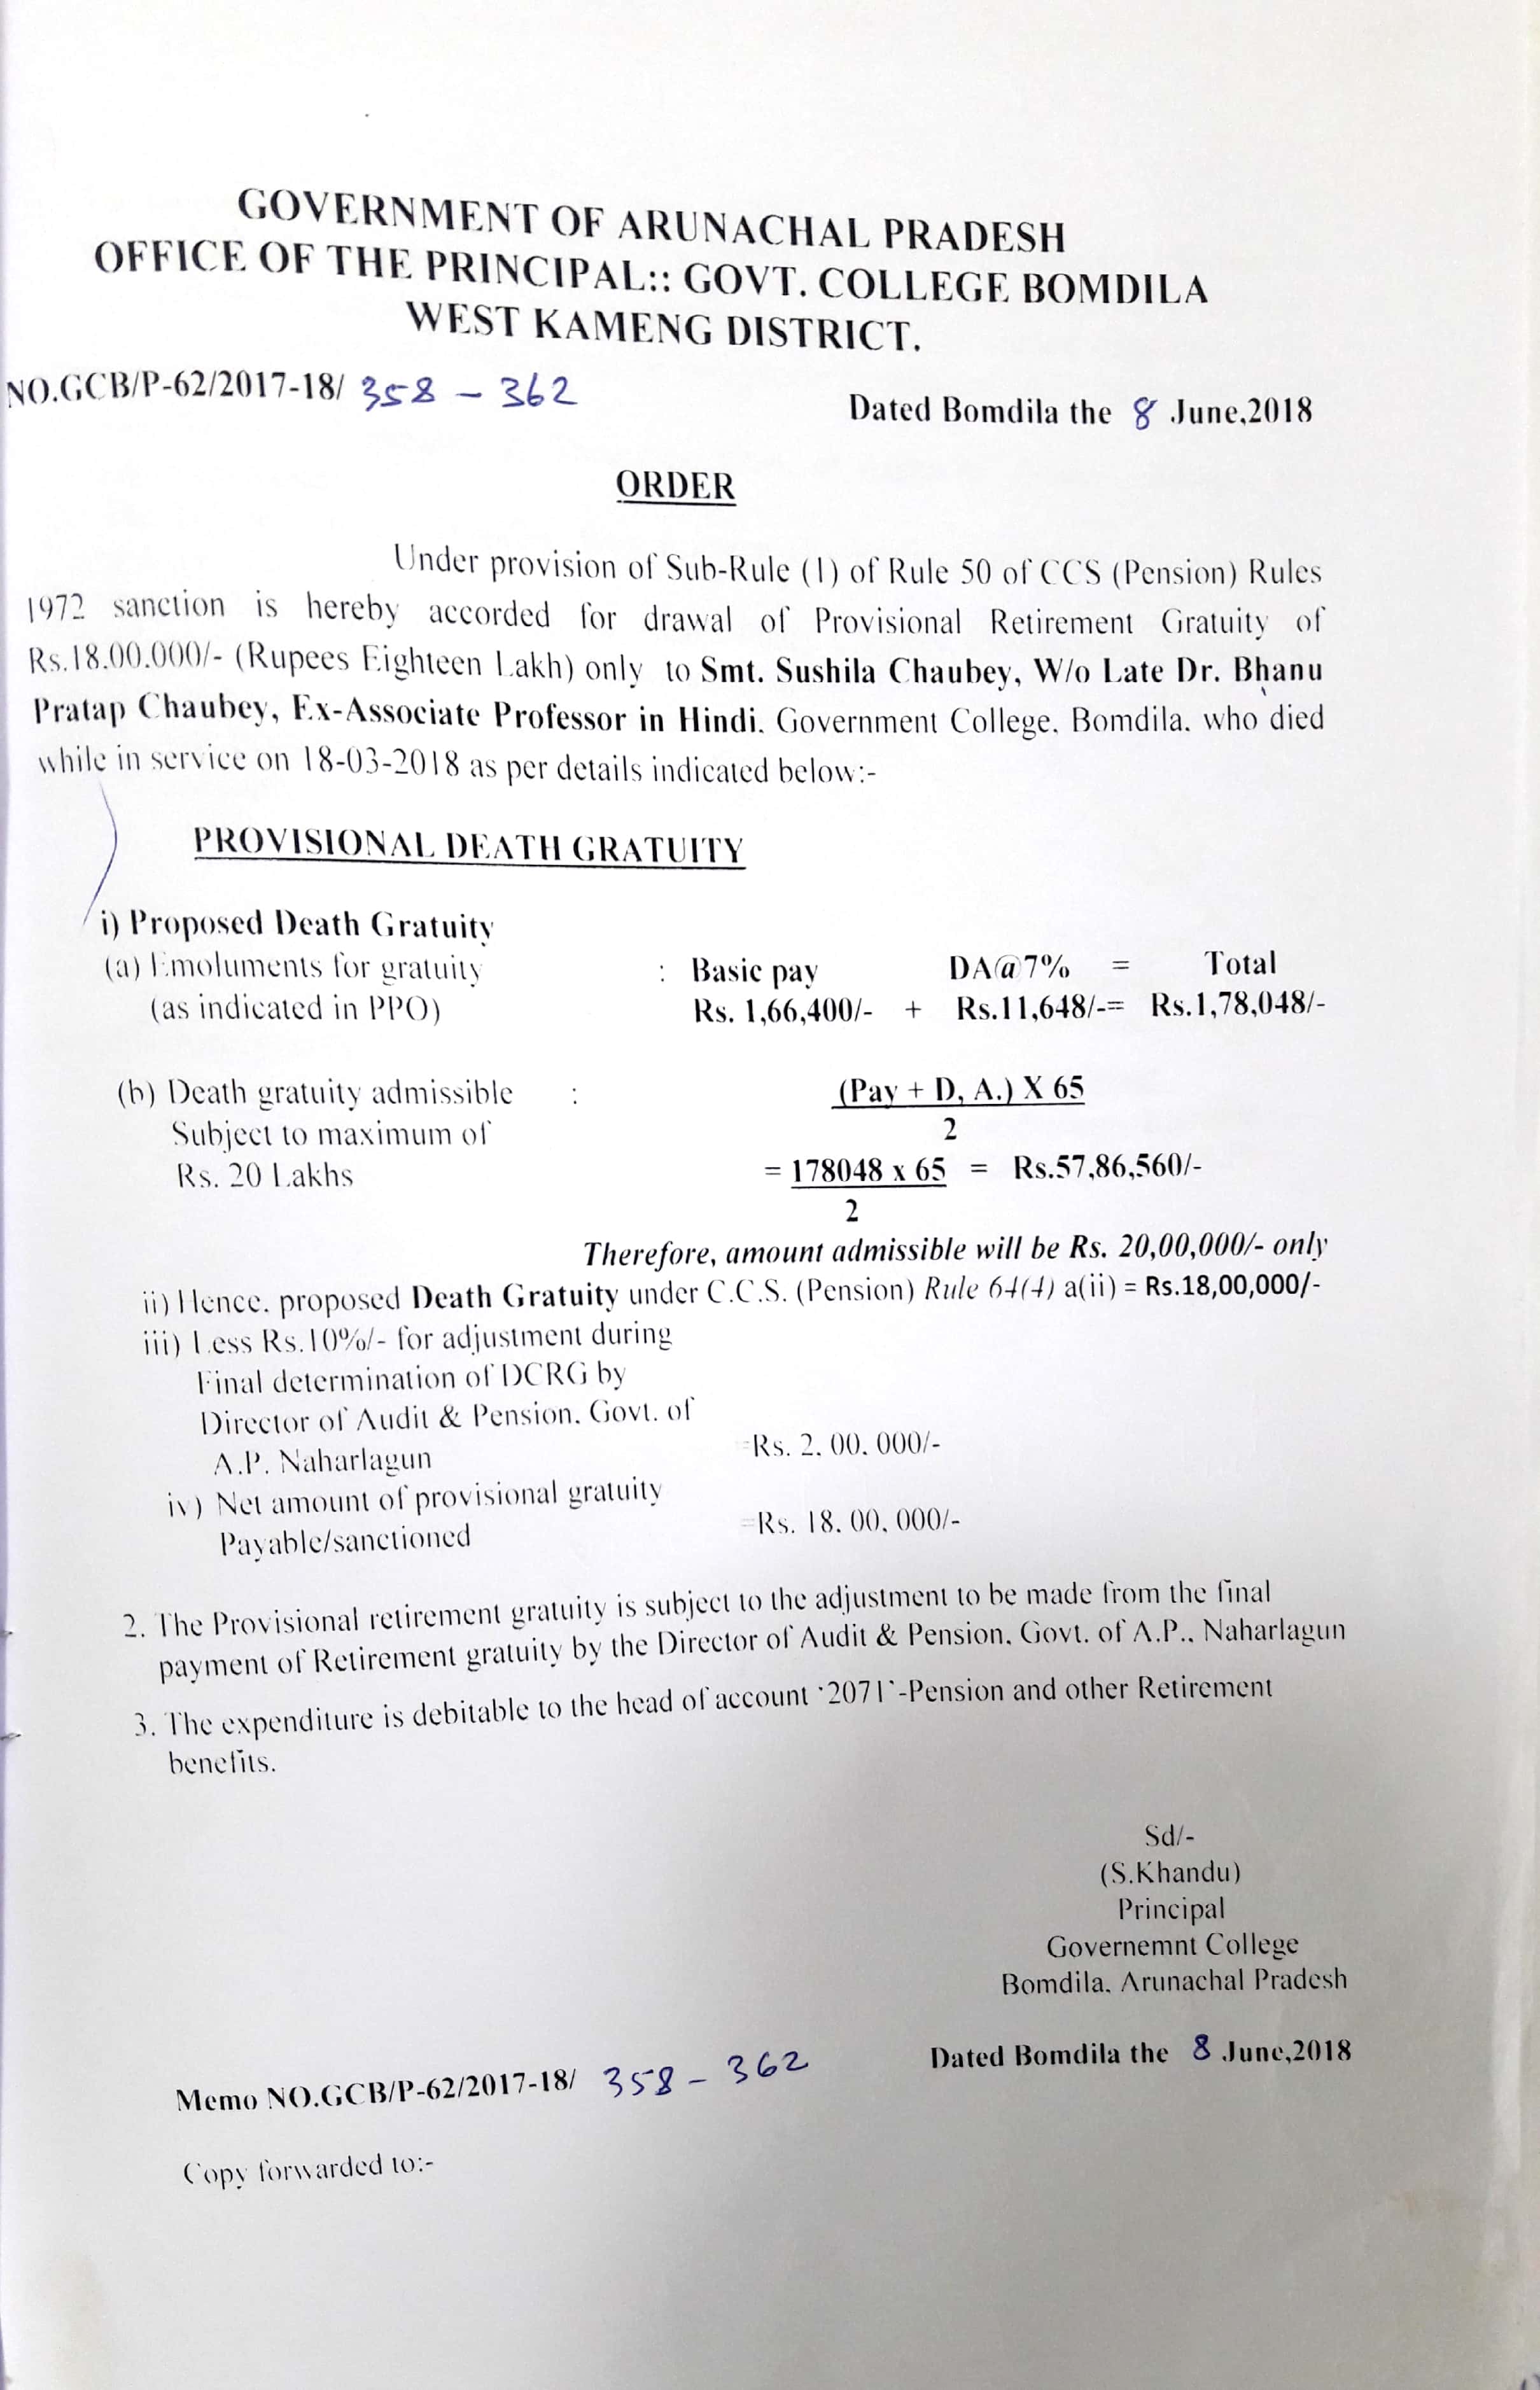 GOVERNMENT OF ARUNACHAL PRADESH
OFFICE OF THE PRINCIPAL:: GOVT. COLLEGE BOMDILA
WEST KAMENG DISTRICT.
NO.GCB/P-62/2017-18/ 358 - 362
Dated Bomdila the 8 June,2018
ORDER
Under provision of Sub-Rule (1) of Rule 50 of CCS (Pension) Rules
1972 sanction is hereby accorded for drawal of Provisional Retirement Gratuity of
Rs.18.00.000/- (Rupees Eighteen Lakh) only to Smt. Sushila Chaubey, W/o Late Dr. Bhanu
Pratap Chaubey, Ex-Associate Professor in Hindi. Government College, Bomdila. who died
while in service on 18-03-2018 as per details indicated below:-
PROVISIONAL DEATH GRATUITY
i) Proposed Death Gratuity
(a) Emoluments for gratuity : Basic pay DA@7% = Total
(as indicated in PPO) Rs. 1,66,400/- + Rs.11,648/-= Rs.1,78,048/-
(b) Death gratuity admissible : (Pay + D, A.) X 65
Subject to maximum of 2
Rs. 20 Lakhs = 178048 x 65 = Rs.57,86,560/-
2
Therefore, amount admissible will be Rs. 20,00,000/- only
ii) Hence. proposed Death Gratuity under C.C.S. (Pension) Rule 64(4) a(ii) = Rs.18,00,000/-
iii) Less Rs.10%/- for adjustment during
Final determination of DCRG by
Director of Audit & Pension. Govt. of
A.P. Naharlagun =Rs. 2. 00. 000/-
iv) Net amount of provisional gratuity
Payable/sanctioned =Rs. 18. 00. 000/-
2. The Provisional retirement gratuity is subject to the adjustment to be made from the final
payment of Retirement gratuity by the Director of Audit & Pension. Govt. of A.P.. Naharlagun
3. The expenditure is debitable to the head of account '2071'-Pension and other Retirement
benefits.
Sd/-
(S.Khandu)
Principal
Governemnt College
Bomdila. Arunachal Pradesh
Memo NO.GCB/P-62/2017-18/ 358 - 362
Dated Bomdila the 8 June,2018
Copy forwarded to:-